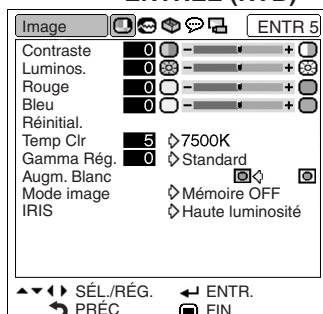 ENTRÉE (RVB)
Image ENTR 5
Contraste 0 - +
Luminos. 0 - +
Rouge 0 - +
Bleu 0 - +
Réinitial.
Temp Clr 5 7500K
Gamma Rég. 0 Standard
Augm. Blanc
Mode image Mémoire OFF
IRIS Haute luminosité
SÉL./RÉG. ENTR.
PRÉC. FIN